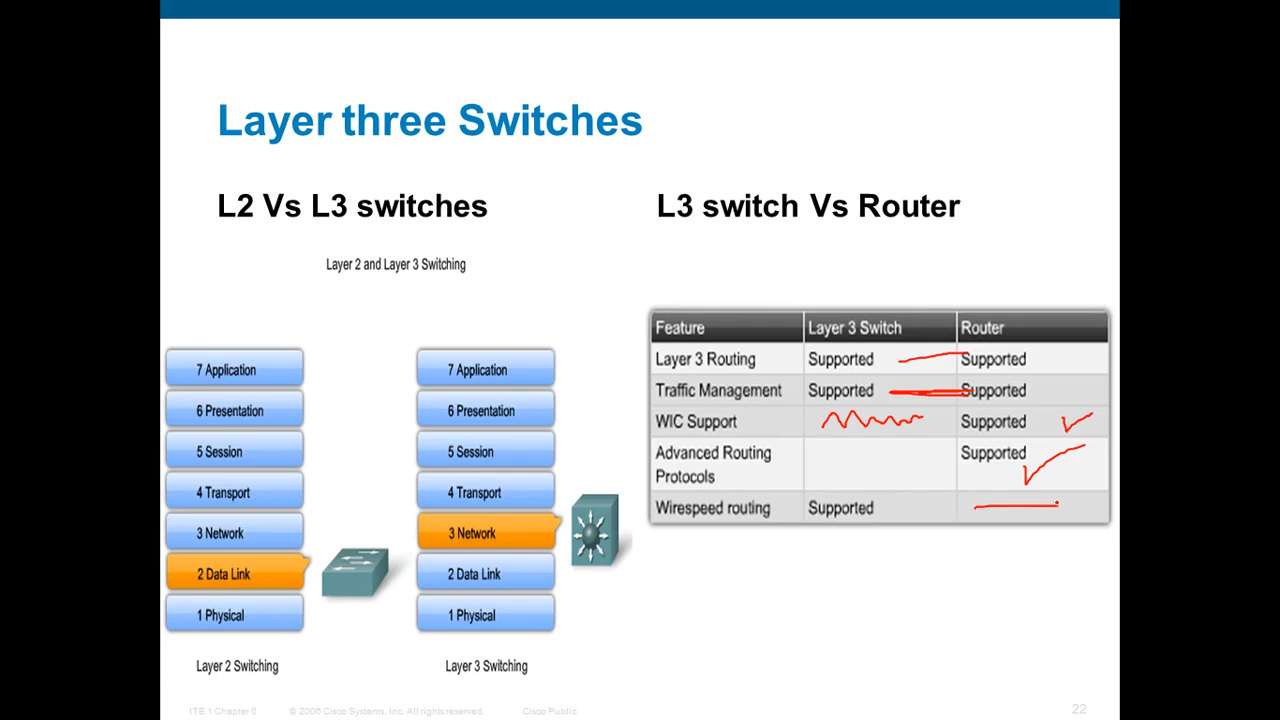 Layer three Switches
L2 Vs L3 switches
L3 switch Vs Router
Layer 2 and Layer 3 Switching
7 Application
6 Presentation
5 Session
4 Transport
3 Network
2 Data Link
1 Physical
Layer 2 Switching
7 Application
6 Presentation
5 Session
4 Transport
3 Network
2 Data Link
1 Physical
Layer 3 Switching
Feature Layer 3 Switch Router
Layer 3 Routing Supported Supported
Traffic Management Supported Supported
WIC Support Supported
Advanced Routing Supported
Protocols
Wirespeed routing Supported
ITE 1 Chapter 6 © 2006 Cisco Systems, Inc. All rights reserved. Cisco Public 22